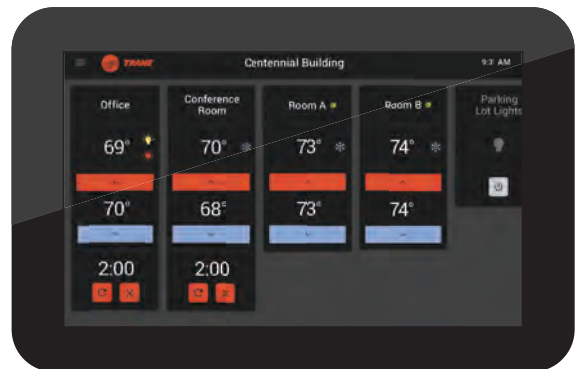 TRANE
Centennial Building
9:3 AM
Office
Conference
Room
Room A
Room B
Parking
Lot Lights
69°
70°
73°
74°
70°
68°
73°
74°
2:00
2:00